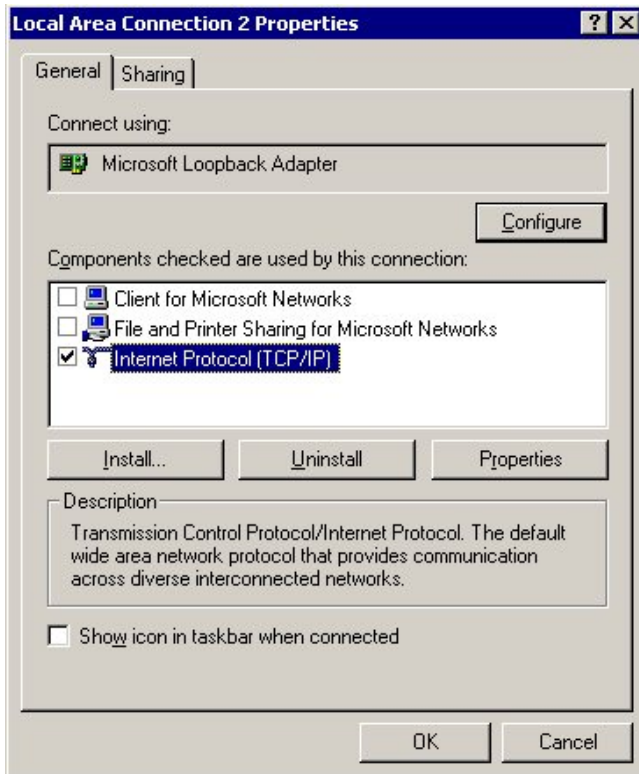 Local Area Connection 2 Properties
General
Sharing
Connect using:
Microsoft Loopback Adapter
Configure
Components checked are used by this connection:
Client for Microsoft Networks
File and Printer Sharing for Microsoft Networks
Internet Protocol (TCP/IP)
Install...
Uninstall
Properties
Description
Transmission Control Protocol/Internet Protocol. The default
wide area network protocol that provides communication
across diverse interconnected networks.
Show icon in taskbar when connected
OK
Cancel